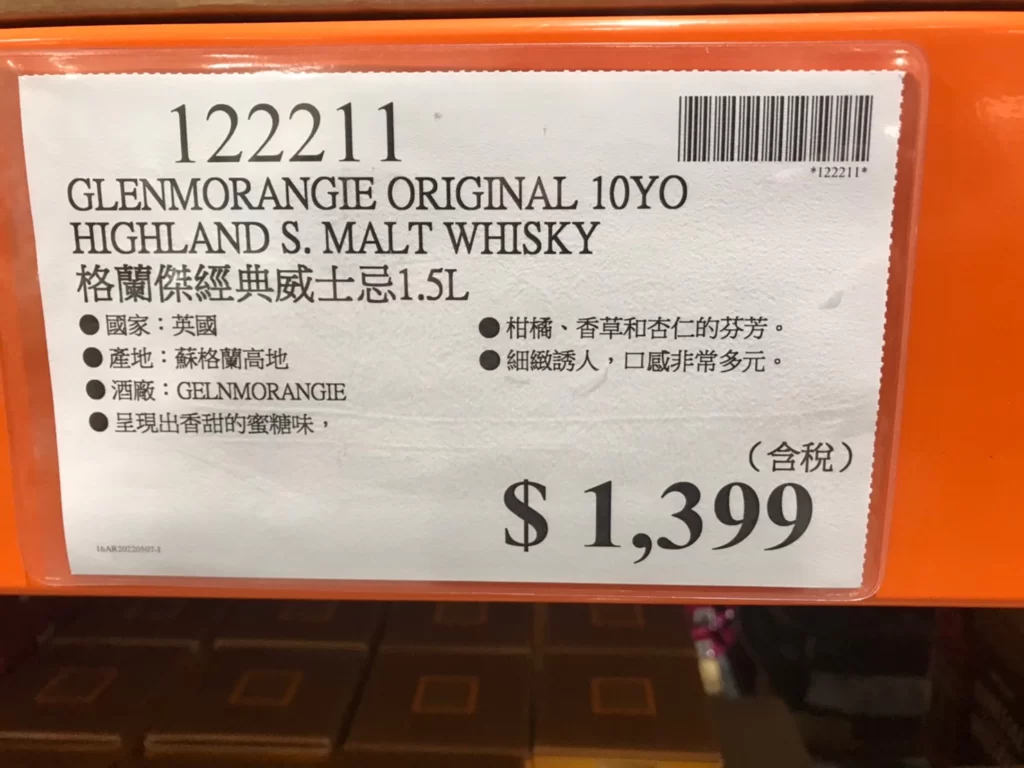 122211
*122211*
GLENMORANGIE ORIGINAL 10YO
HIGHLAND S. MALT WHISKY
格蘭傑經典威士忌1.5L
●國家：英國
●產地：蘇格蘭高地
●酒廠：GELNMORANGIE
●呈現出香甜的蜜糖味，
●柑橘、香草和杏仁的芬芳。
●細緻誘人，口感非常多元。
（含稅）
$ 1,399